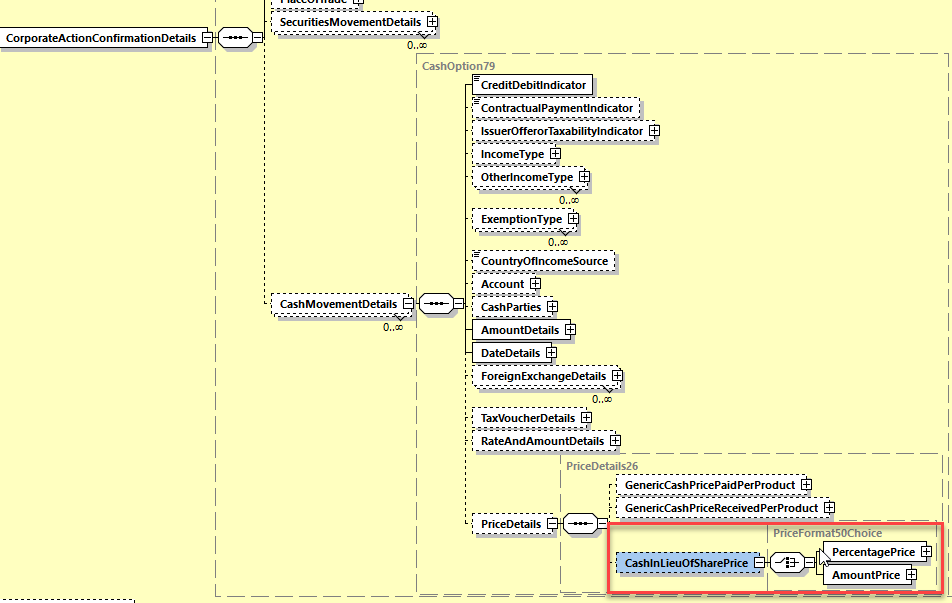 PlaceOfTrade
SecuritiesMovementDetails
0..∞
CorporateActionConfirmationDetails
CashOption79
CreditDebitIndicator
ContractualPaymentIndicator
IssuerOfferorTaxabilityIndicator
IncomeType
OtherIncomeType
0..∞
ExemptionType
0..∞
CountryOfIncomeSource
Account
CashMovementDetails
0..∞
CashParties
AmountDetails
DateDetails
ForeignExchangeDetails
0..∞
TaxVoucherDetails
RateAndAmountDetails
PriceDetails26
GenericCashPricePaidPerProduct
GenericCashPriceReceivedPerProduct
PriceDetails
PriceFormat50Choice
CashInLieuOfSharePrice
PercentagePrice
AmountPrice